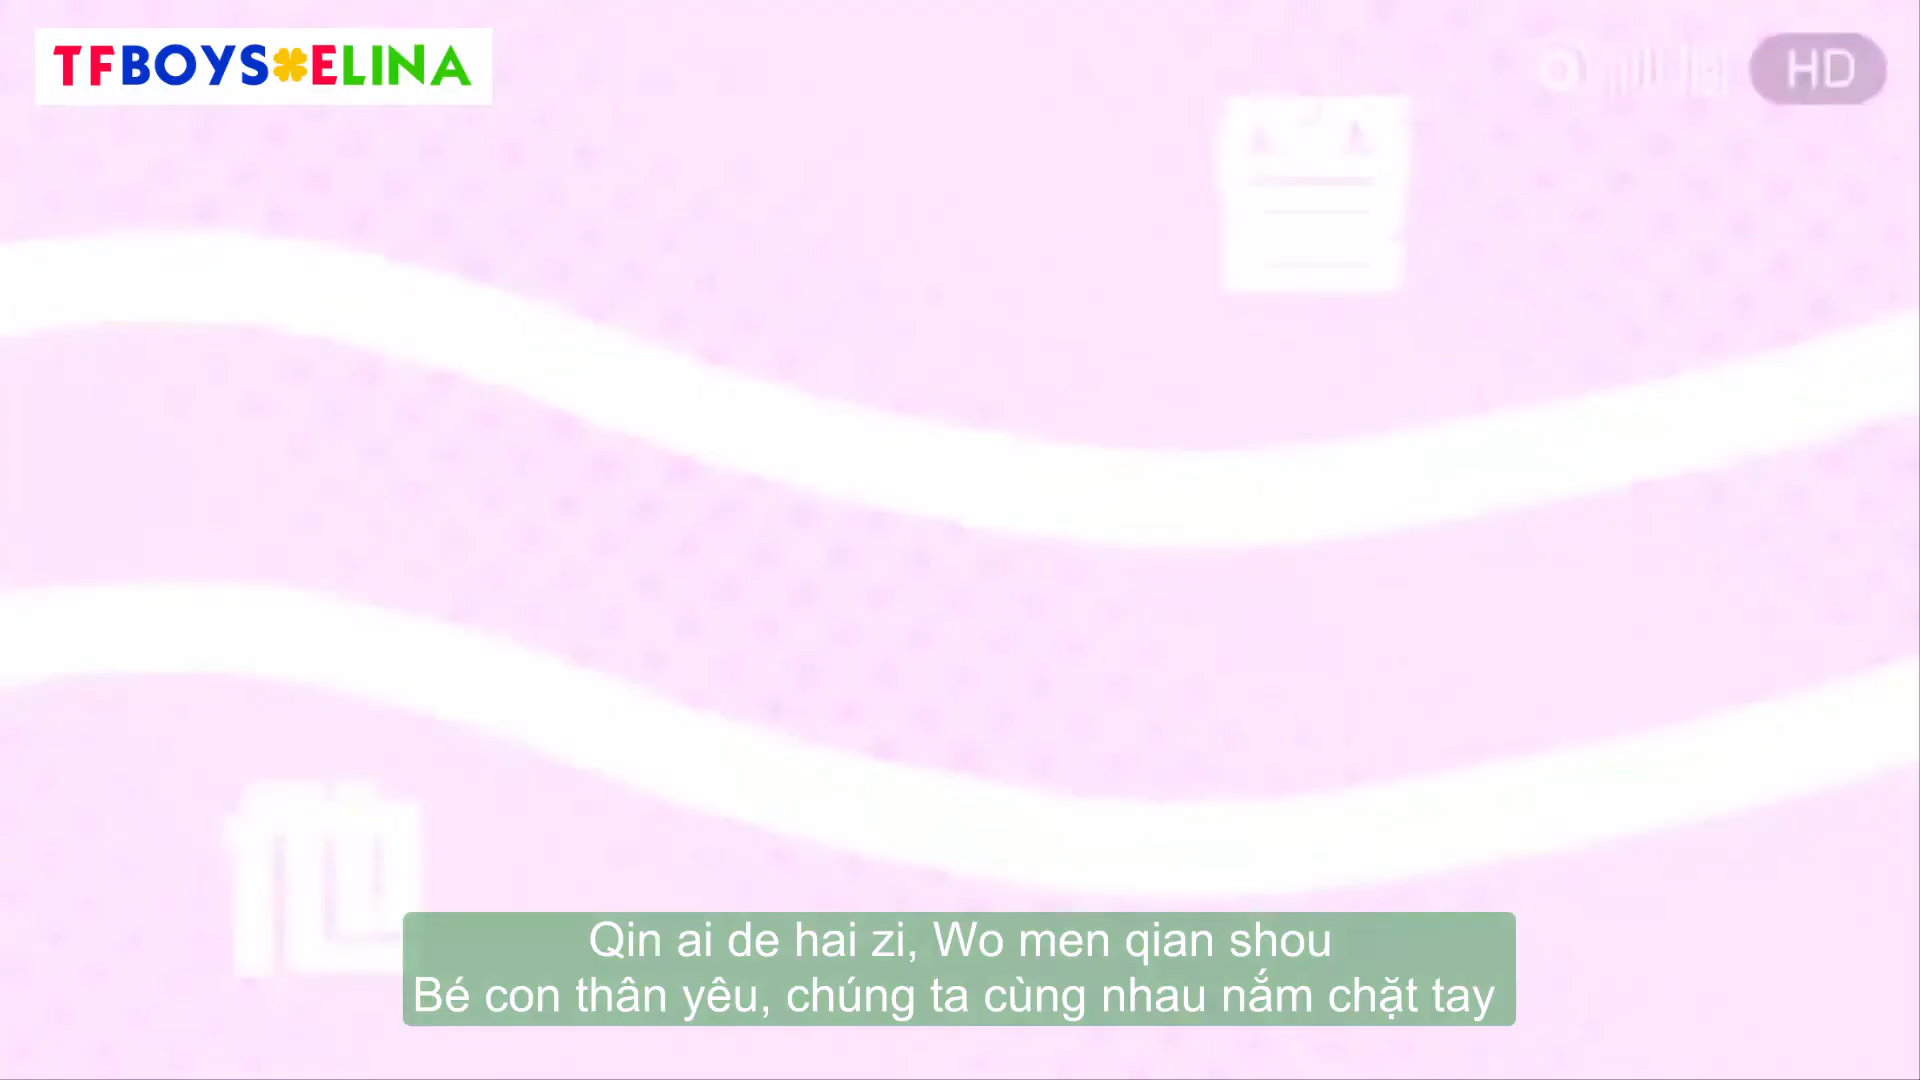 TFBOYS ELINA
HD
Qin ai de hai zi, Wo men qian shou
Bé con thân yêu, chúng ta cùng nhau nắm chặt tay